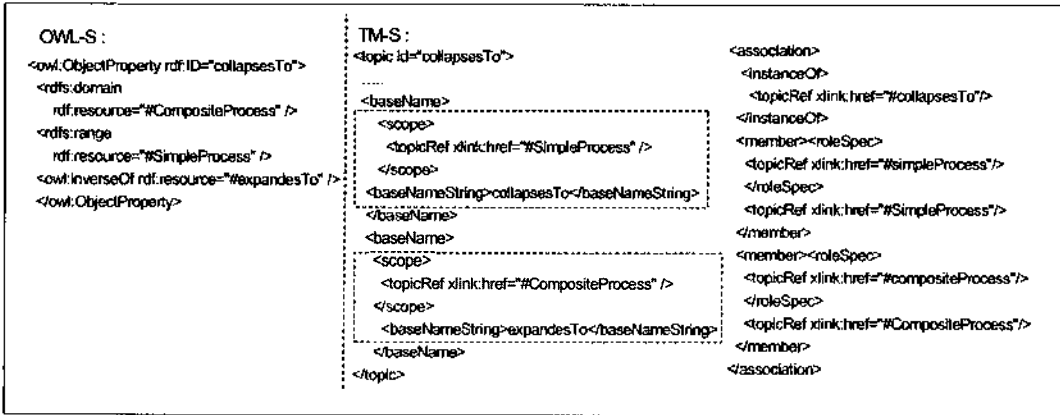 OWL-S :
<owl:ObjectProperty rdf:ID="collapsesTo">
<rdfs:domain
rdf:resource="#CompositeProcess" />
<rdfs:range
rdf:resource="#SimpleProcess" />
<owl:inverseOf rdf:resource="#expandesTo" />
</owl:ObjectProperty>
TM-S :
<topic id="collapsesTo">
.....
<baseName>
<scope>
<topicRef xlink:href="#SimpleProcess" />
</scope>
<baseNameString>collapsesTo</baseNameString>
</baseName>
<baseName>
<scope>
<topicRef xlink:href="#CompositeProcess" />
</scope>
<baseNameString>expandesTo</baseNameString>
</baseName>
</topic>
<association>
<instanceOf>
<topicRef xlink:href="#collapsesTo"/>
</instanceOf>
<member><roleSpec>
<topicRef xlink:href="#simpleProcess"/>
</roleSpec>
<topicRef xlink:href="#SimpleProcess"/>
</member>
<member><roleSpec>
<topicRef xlink:href="#compositeProcess"/>
</roleSpec>
<topicRef xlink:href="#CompositeProcess"/>
</member>
</association>